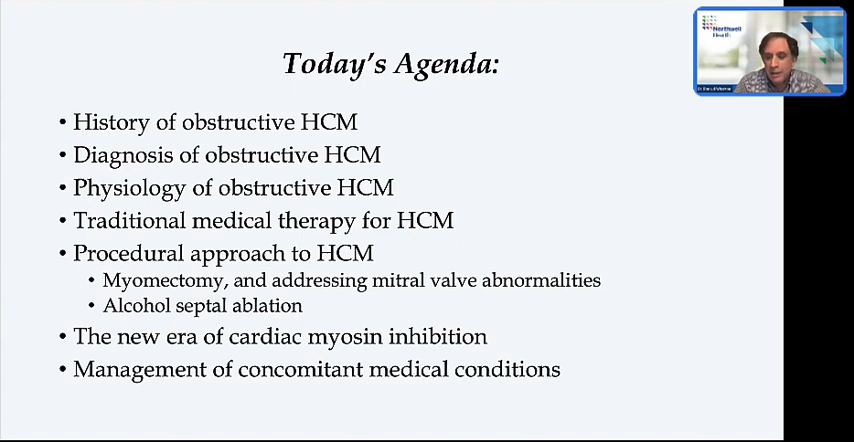 Today's Agenda:
• History of obstructive HCM
• Diagnosis of obstructive HCM
• Physiology of obstructive HCM
• Traditional medical therapy for HCM
• Procedural approach to HCM
• Myomectomy, and addressing mitral valve abnormalities
• Alcohol septal ablation
• The new era of cardiac myosin inhibition
• Management of concomitant medical conditions
Northwell
Health